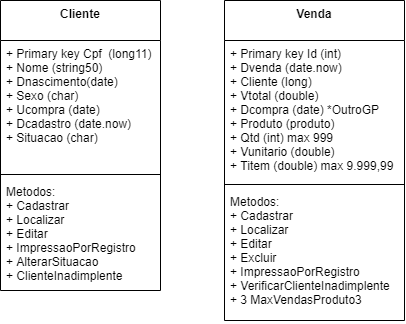 Cliente
+ Primary key Cpf  (long11)
+ Nome (string50)
+ Dnascimento(date)
+ Sexo (char)
+ Ucompra (date)
+ Dcadastro (date.now)
+ Situacao (char)
Metodos:
+ Cadastrar
+ Localizar
+ Editar
+ ImpressaoPorRegistro
+ AlterarSituacao
+ ClienteInadimplente
Venda
+ Primary key Id (int)
+ Dvenda (date.now)
+ Cliente (long)
+ Vtotal (double)
+ Dcompra (date) *OutroGP
+ Produto (produto)
+ Qtd (int) max 999
+ Vunitario (double)
+ Titem (double) max 9.999,99
Metodos:
+ Cadastrar
+ Localizar
+ Editar
+ Excluir
+ ImpressaoPorRegistro
+ VerificarClienteInadimplente
+ 3 MaxVendasProduto3